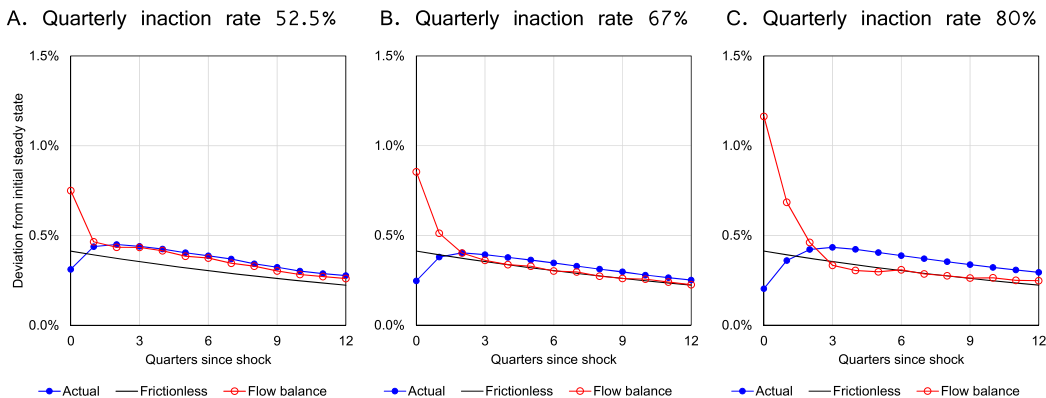 A. Quarterly inaction rate 52.5%
B. Quarterly inaction rate 67%
C. Quarterly inaction rate 80%
Deviation from initial steady state
1.5%
1.0%
0.5%
0.0%
0 3 6 9 12
Quarters since shock
Actual Frictionless Flow balance
1.5%
1.0%
0.5%
0.0%
0 3 6 9 12
Quarters since shock
Actual Frictionless Flow balance
1.5%
1.0%
0.5%
0.0%
0 3 6 9 12
Quarters since shock
Actual Frictionless Flow balance